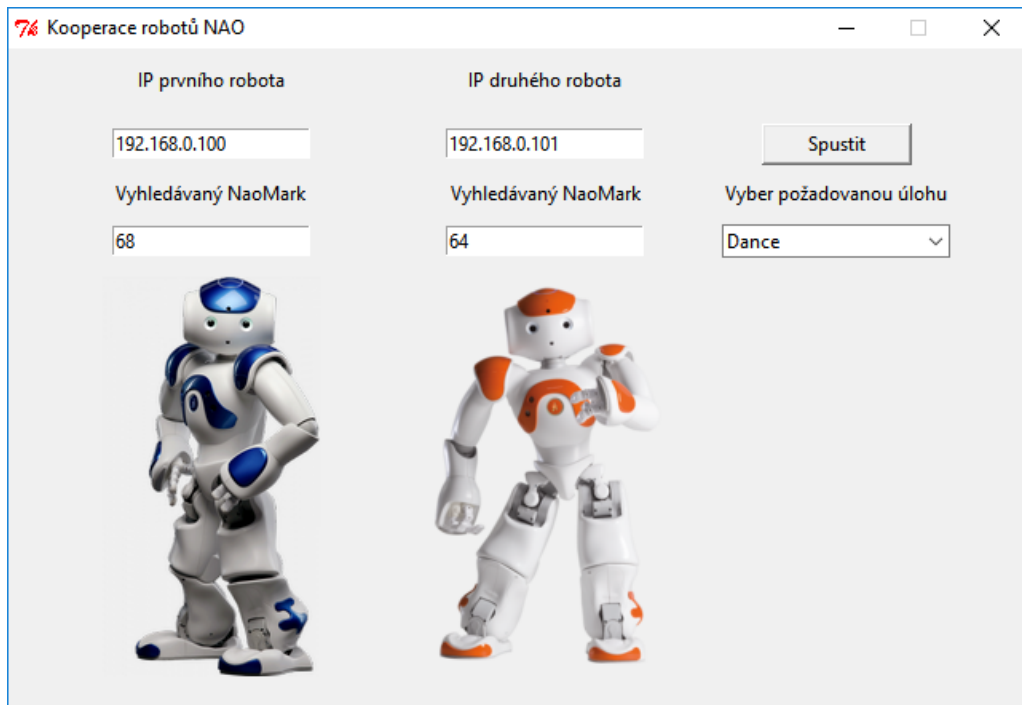 Kooperace robotů NAO
IP prvního robota
IP druhého robota
192.168.0.100
192.168.0.101
Spustit
Vyhledávaný NaoMark
Vyhledávaný NaoMark
Vyber požadovanou úlohu
68
64
Dance